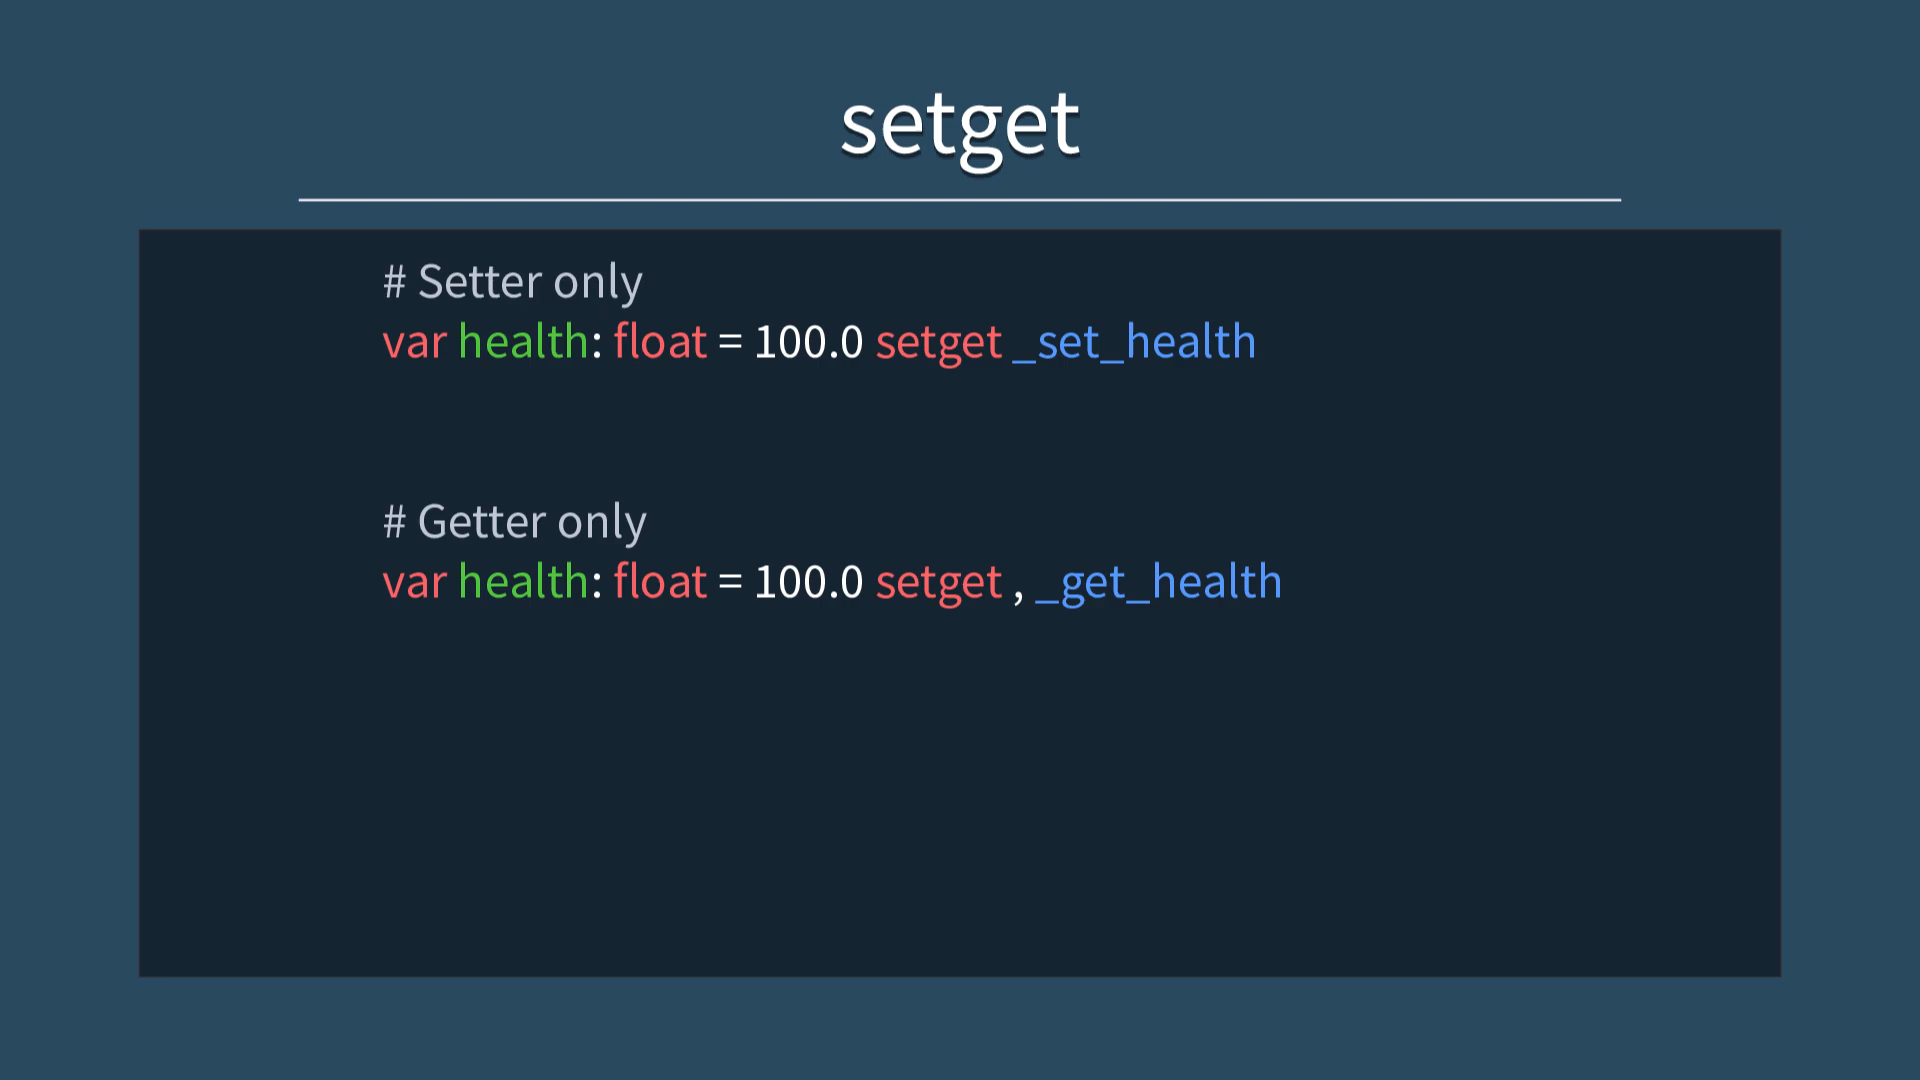 setget
# Setter only
var health: float = 100.0 setget _set_health
# Getter only
var health: float = 100.0 setget , _get_health